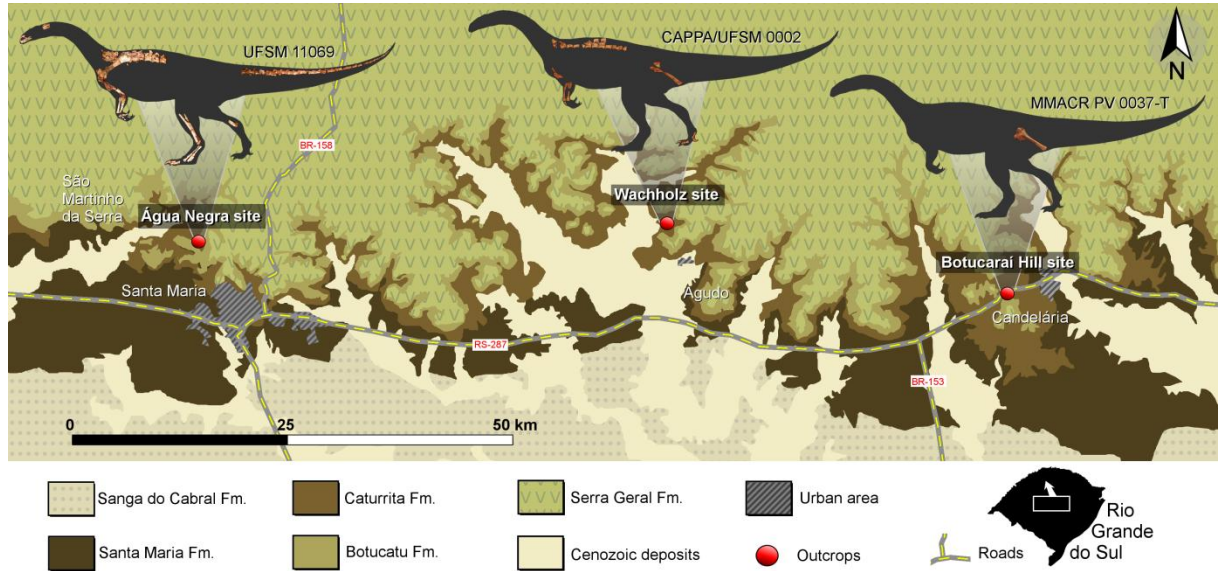 UFSM 11069
CAPPA/UFSM 0002
MMACR PV 0037-T
N
BR-158
São
Martinho
da Serra
Água Negra site
Wachholz site
Botucaraí Hill site
Santa Maria
Agudo
Candelária
RS-287
BR-153
0 25 50 km
Sanga do Cabral Fm.
Caturrita Fm.
Serra Geral Fm.
Urban area
Santa Maria Fm.
Botucatu Fm.
Cenozoic deposits
Outcrops
Roads
Rio
Grande
do Sul